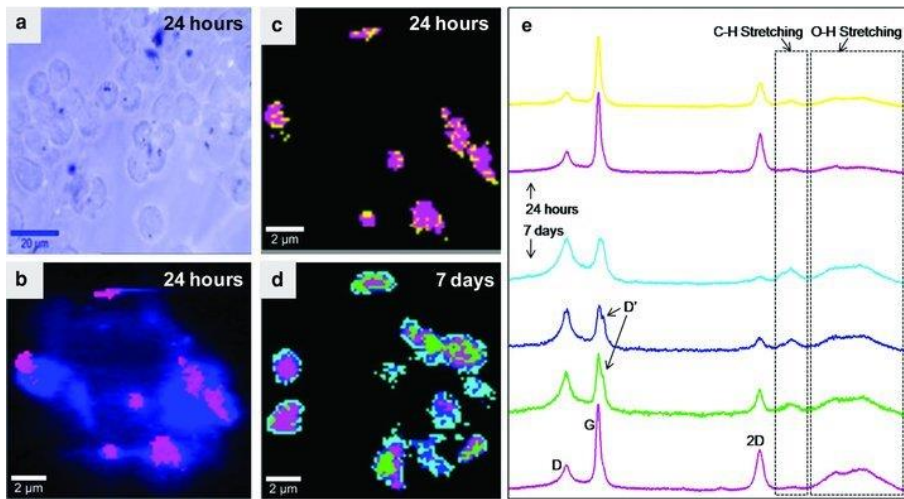 a
24 hours
20 µm
b
24 hours
2 µm
c
24 hours
2 µm
d
7 days
2 µm
e
C-H Stretching
O-H Stretching
24 hours
7 days
D'
G
2D
D